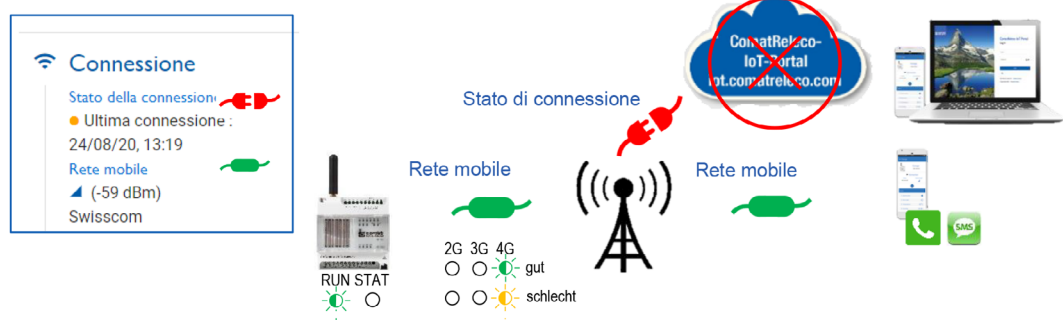 Connessione
Stato della connessione
Ultima connessione :
24/08/20, 13:19
Rete mobile
(-59 dBm)
Swisscom
RUN STAT
Rete mobile
2G 3G 4G
gut
schlecht
Stato di connessione
ComatReleco-
IoT-Portal
iot.comatreleco.com
Rete mobile
SMS